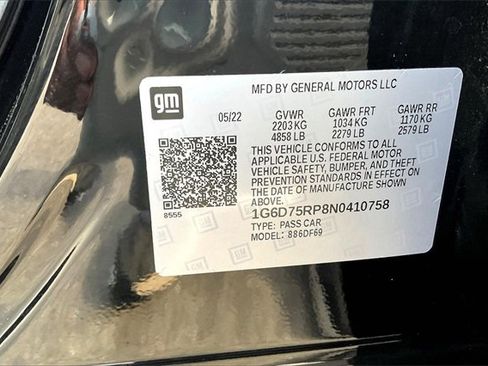 gm
MFD BY GENERAL MOTORS LLC
05/22 GVWR GAWR FRT GAWR RR
2203 KG 1034 KG 1170 KG
4858 LB 2279 LB 2579 LB
THIS VEHICLE CONFORMS TO ALL
APPLICABLE U.S. FEDERAL MOTOR
VEHICLE SAFETY, BUMPER, AND THEFT
PREVENTION STANDARDS IN EFFECT ON
THE DATE OF MANUFACTURE SHOWN
ABOVE.
8555
1G6D75RP8N0410758
TYPE: PASS CAR
MODEL: 886DF69